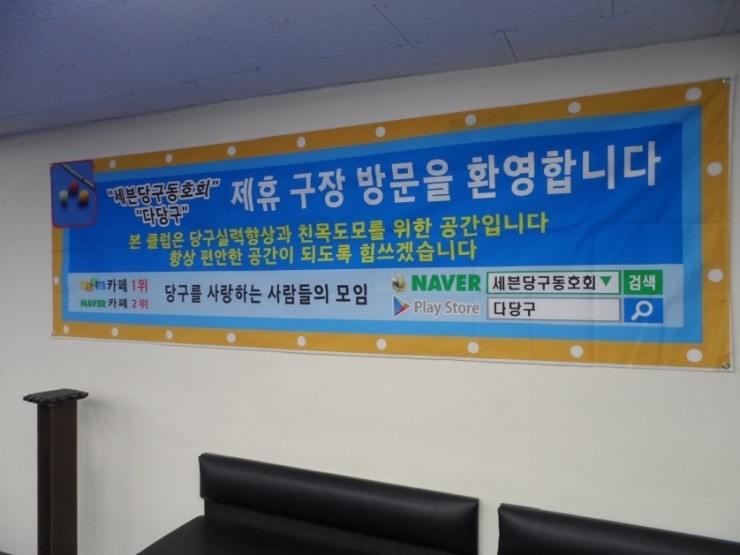 "세븐당구동호회"
"다당구"
제휴 구장 방문을 환영합니다
본 클럽은 당구실력향상과 친목도모를 위한 공간입니다
항상 편안한 공간이 되도록 힘쓰겠습니다
Daum 카페 1위
NAVER 카페 2위
당구를 사랑하는 사람들의 모임
NAVER 세븐당구동호회 검색
Play Store 다당구